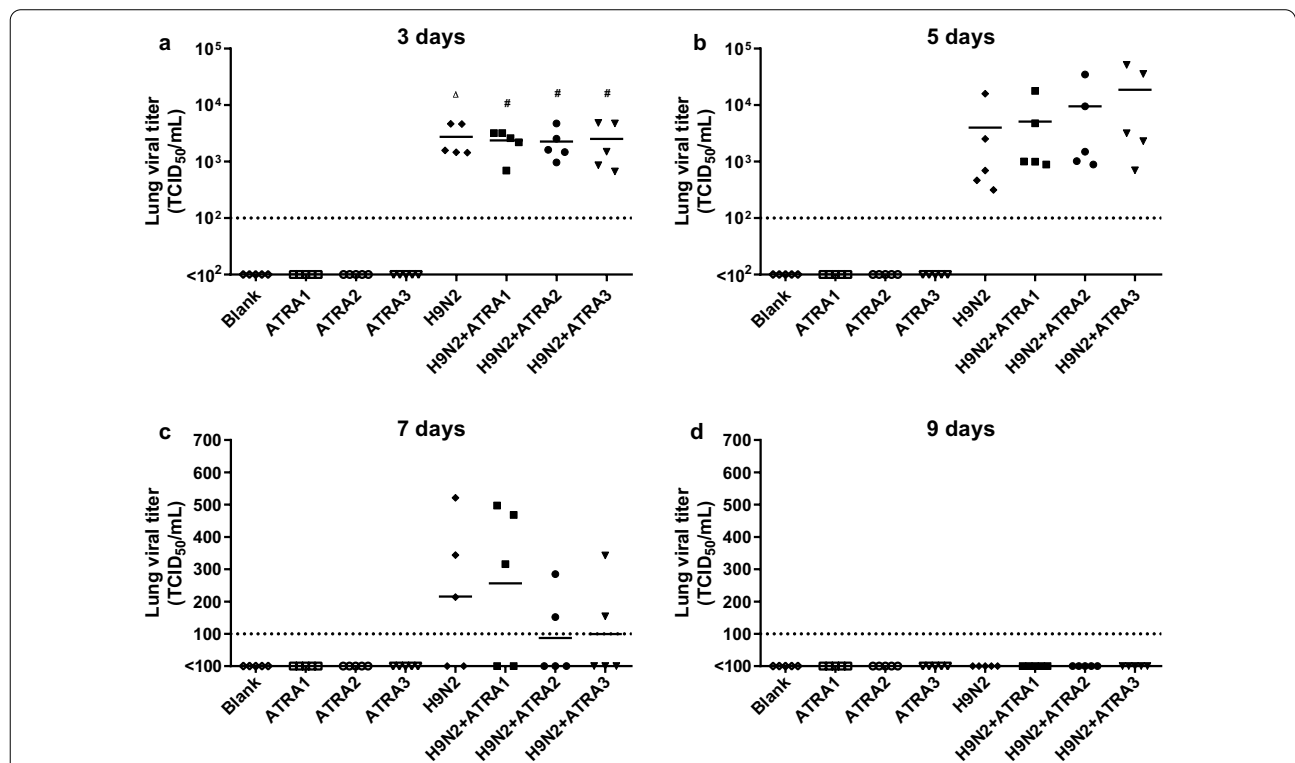 a
3 days
Lung viral titer
(TCID50/mL)
10^5
10^4
10^3
10^2
<10^2
Δ
#
#
#
Blank
ATRA1
ATRA2
ATRA3
H9N2
H9N2+ATRA1
H9N2+ATRA2
H9N2+ATRA3
b
5 days
Lung viral titer
(TCID50/mL)
10^5
10^4
10^3
10^2
<10^2
Blank
ATRA1
ATRA2
ATRA3
H9N2
H9N2+ATRA1
H9N2+ATRA2
H9N2+ATRA3
c
7 days
Lung viral titer
(TCID50/mL)
700
600
500
400
300
200
100
<100
Blank
ATRA1
ATRA2
ATRA3
H9N2
H9N2+ATRA1
H9N2+ATRA2
H9N2+ATRA3
d
9 days
Lung viral titer
(TCID50/mL)
700
600
500
400
300
200
100
<100
Blank
ATRA1
ATRA2
ATRA3
H9N2
H9N2+ATRA1
H9N2+ATRA2
H9N2+ATRA3